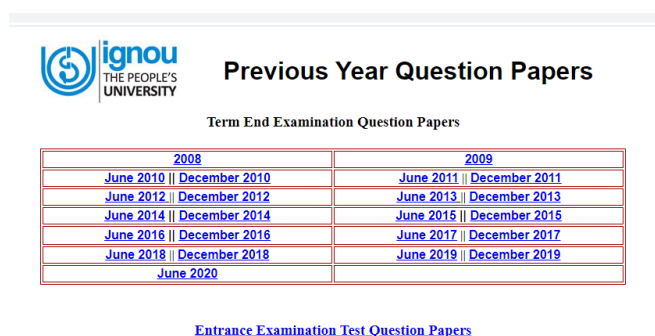 ignou
THE PEOPLE'S
UNIVERSITY
Previous Year Question Papers
Term End Examination Question Papers
2008 2009
June 2010 || December 2010 June 2011 || December 2011
June 2012 || December 2012 June 2013 || December 2013
June 2014 || December 2014 June 2015 || December 2015
June 2016 || December 2016 June 2017 || December 2017
June 2018 || December 2018 June 2019 || December 2019
June 2020
Entrance Examination Test Question Papers